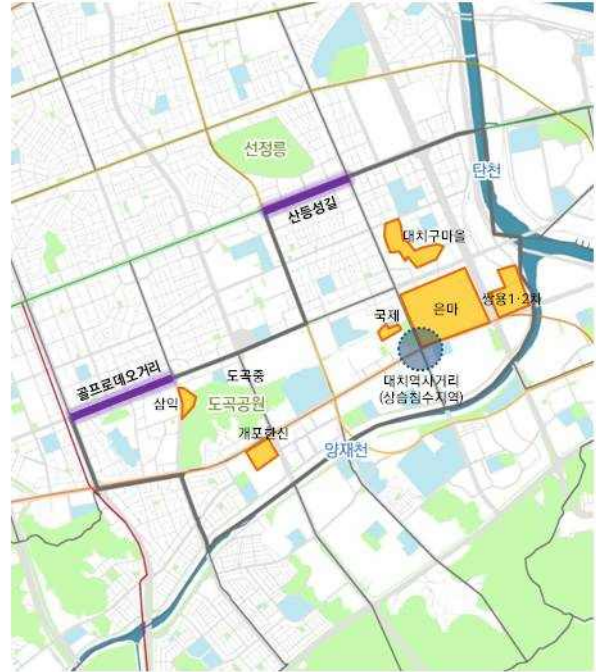 선정릉
탄천
산등성길
대치구마을
쌍용1·2차
은마
국제
골프로데오거리
도곡중
대치역사거리
(상습침수지역)
삼익
도곡공원
개포한신
양재천